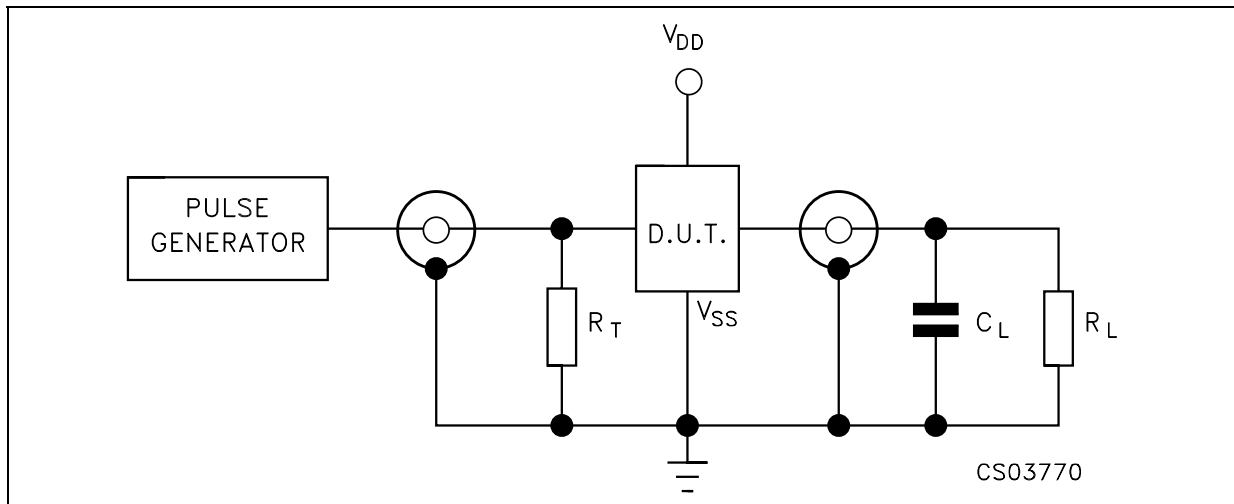 VDD
PULSE
GENERATOR
D.U.T.
RT
VSS
CL
RL
CS03770